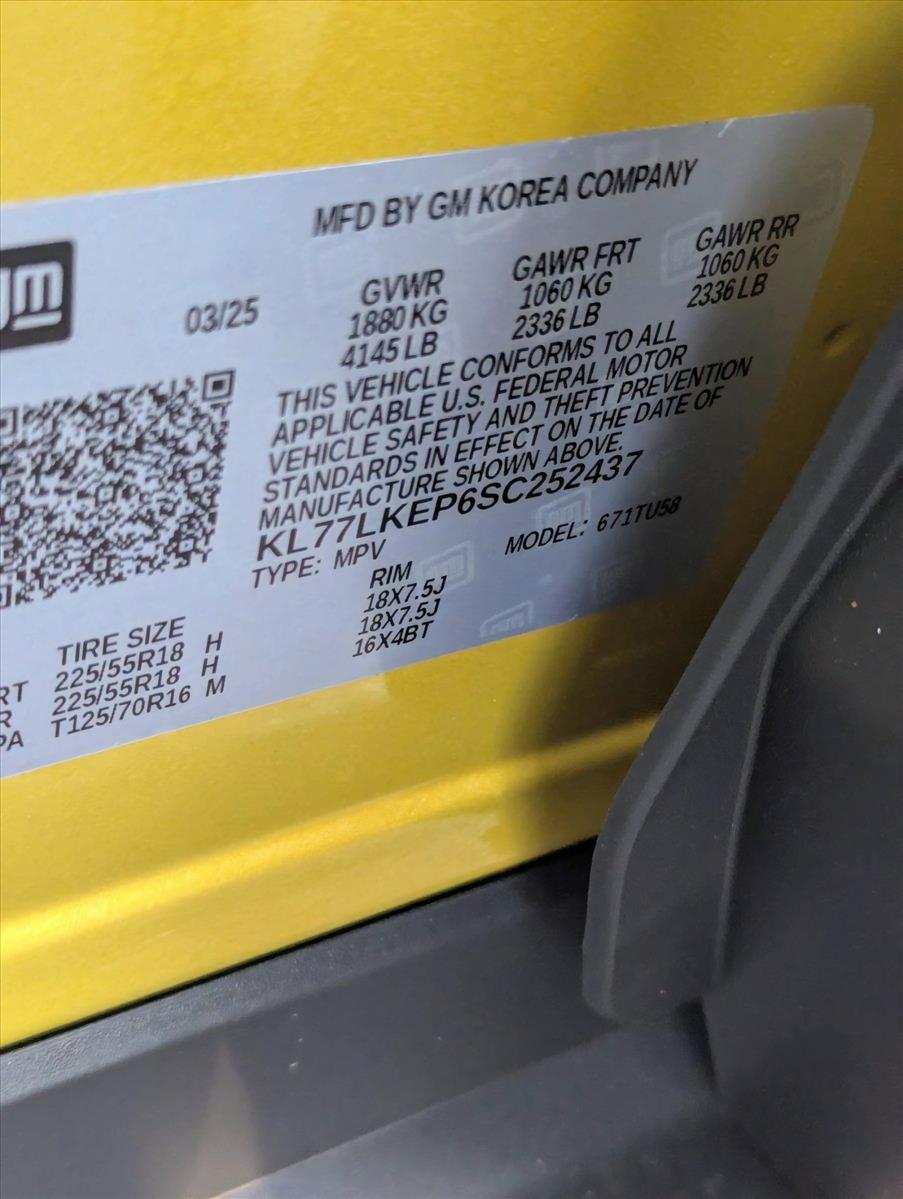 MFD BY GM KOREA COMPANY
gm
03/25
GVWR
1880 KG
4145 LB
GAWR FRT
1060 KG
2336 LB
GAWR RR
1060 KG
2336 LB
THIS VEHICLE CONFORMS TO ALL
APPLICABLE U.S. FEDERAL MOTOR
VEHICLE SAFETY AND THEFT PREVENTION
STANDARDS IN EFFECT ON THE DATE OF
MANUFACTURE SHOWN ABOVE.
KL77LKEP6SC252437
TYPE: MPV MODEL: 671TU58
TIRE SIZE RIM
RT 225/55R18 H 18X7.5J
R 225/55R18 H 18X7.5J
PA T125/70R16 M 16X4BT